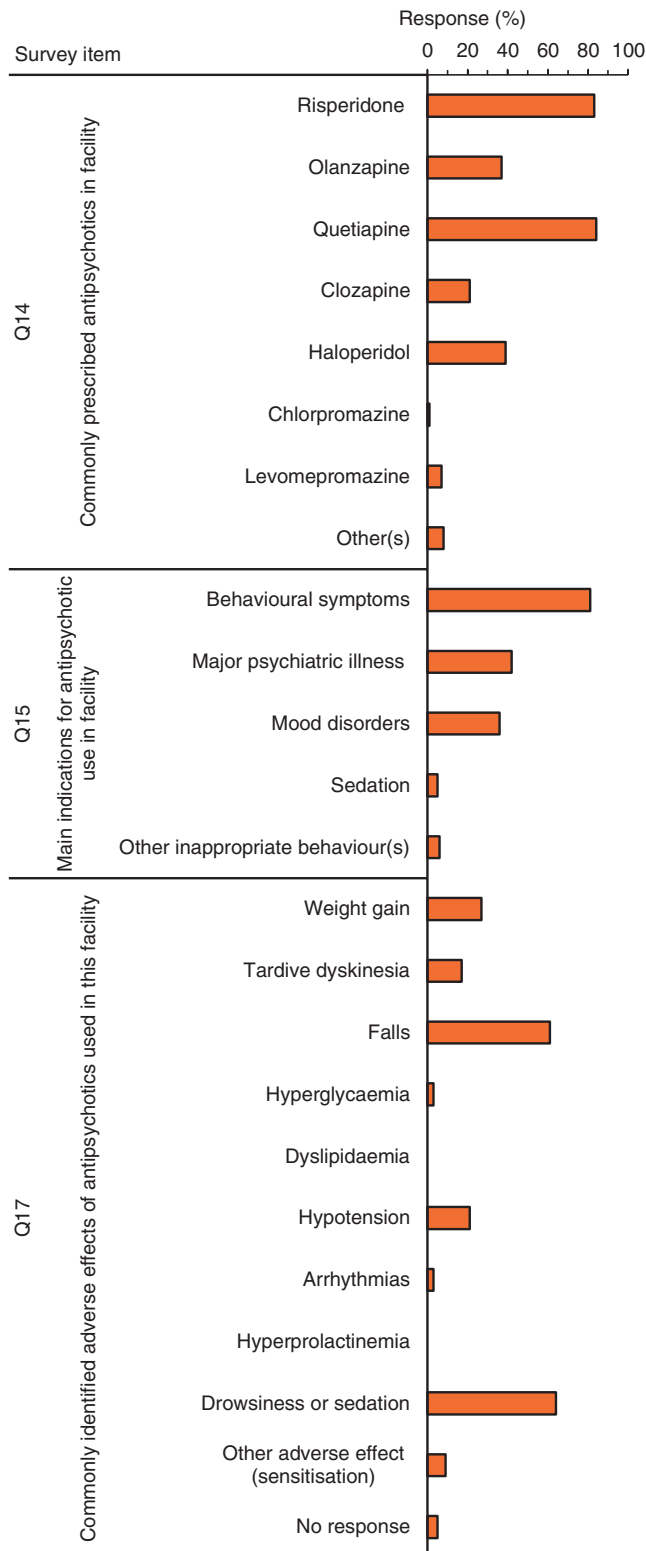 Response (%)
Survey item
0 20 40 60 80 100
Q14
Commonly prescribed antipsychotics in facility
Risperidone
Olanzapine
Quetiapine
Clozapine
Haloperidol
Chlorpromazine
Levomepromazine
Other(s)
Q15
Main indications for antipsychotic
use in facility
Behavioural symptoms
Major psychiatric illness
Mood disorders
Sedation
Other inappropriate behaviour(s)
Q17
Commonly identified adverse effects of antipsychotics used in this facility
Weight gain
Tardive dyskinesia
Falls
Hyperglycaemia
Dyslipidaemia
Hypotension
Arrhythmias
Hyperprolactinemia
Drowsiness or sedation
Other adverse effect
(sensitisation)
No response